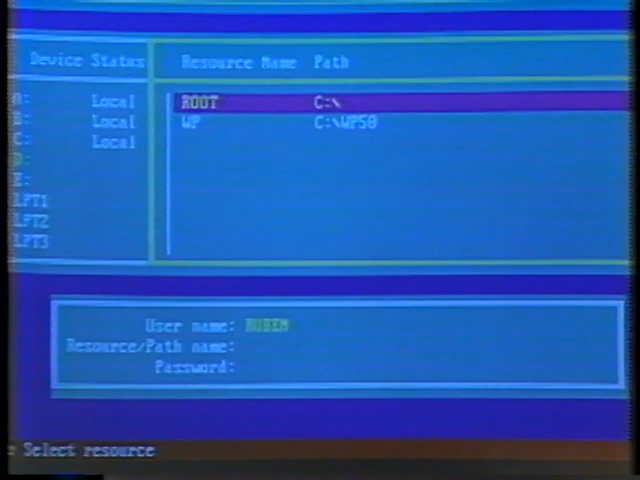 Device Status
Resource Name Path
A: Local
B: Local
C: Local
D:
E:
LPT1
LPT2
LPT3
ROOT C:\
WP C:\WP50
User name: RUBEN
Resource/Path name:
Password:
Select resource